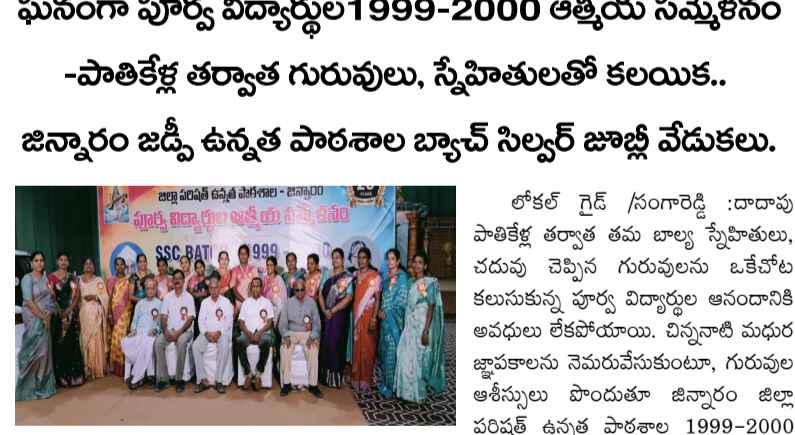 ఘనంగా పూర్వ విద్యార్థుల1999-2000 ఆత్మీయ సమ్మేళనం
-పాతికేళ్ల తర్వాత గురువులు, స్నేహితులతో కలయిక..
జిన్నారం జడ్పీ ఉన్నత పాఠశాల బ్యాచ్ సిల్వర్ జూబ్లీ వేడుకలు.
జిల్లా పరిషత్ ఉన్నత పాఠశాల - జిన్నారం
పూర్వ విద్యార్థుల ఆత్మీయ సమ్మేళనం
SSC BATCH 1999
లోకల్ గైడ్ /సంగారెడ్డి :దాదాపు
పాతికేళ్ల తర్వాత తమ బాల్య స్నేహితులు,
చదువు చెప్పిన గురువులను ఒకేచోట
కలుసుకున్న పూర్వ విద్యార్థుల ఆనందానికి
అవధులు లేకపోయాయి. చిన్ననాటి మధుర
జ్ఞాపకాలను నెమరువేసుకుంటూ, గురువుల
ఆశీస్సులు పొందుతూ జిన్నారం జిల్లా
పరిషత్ ఉన్నత పాఠశాల 1999-2000